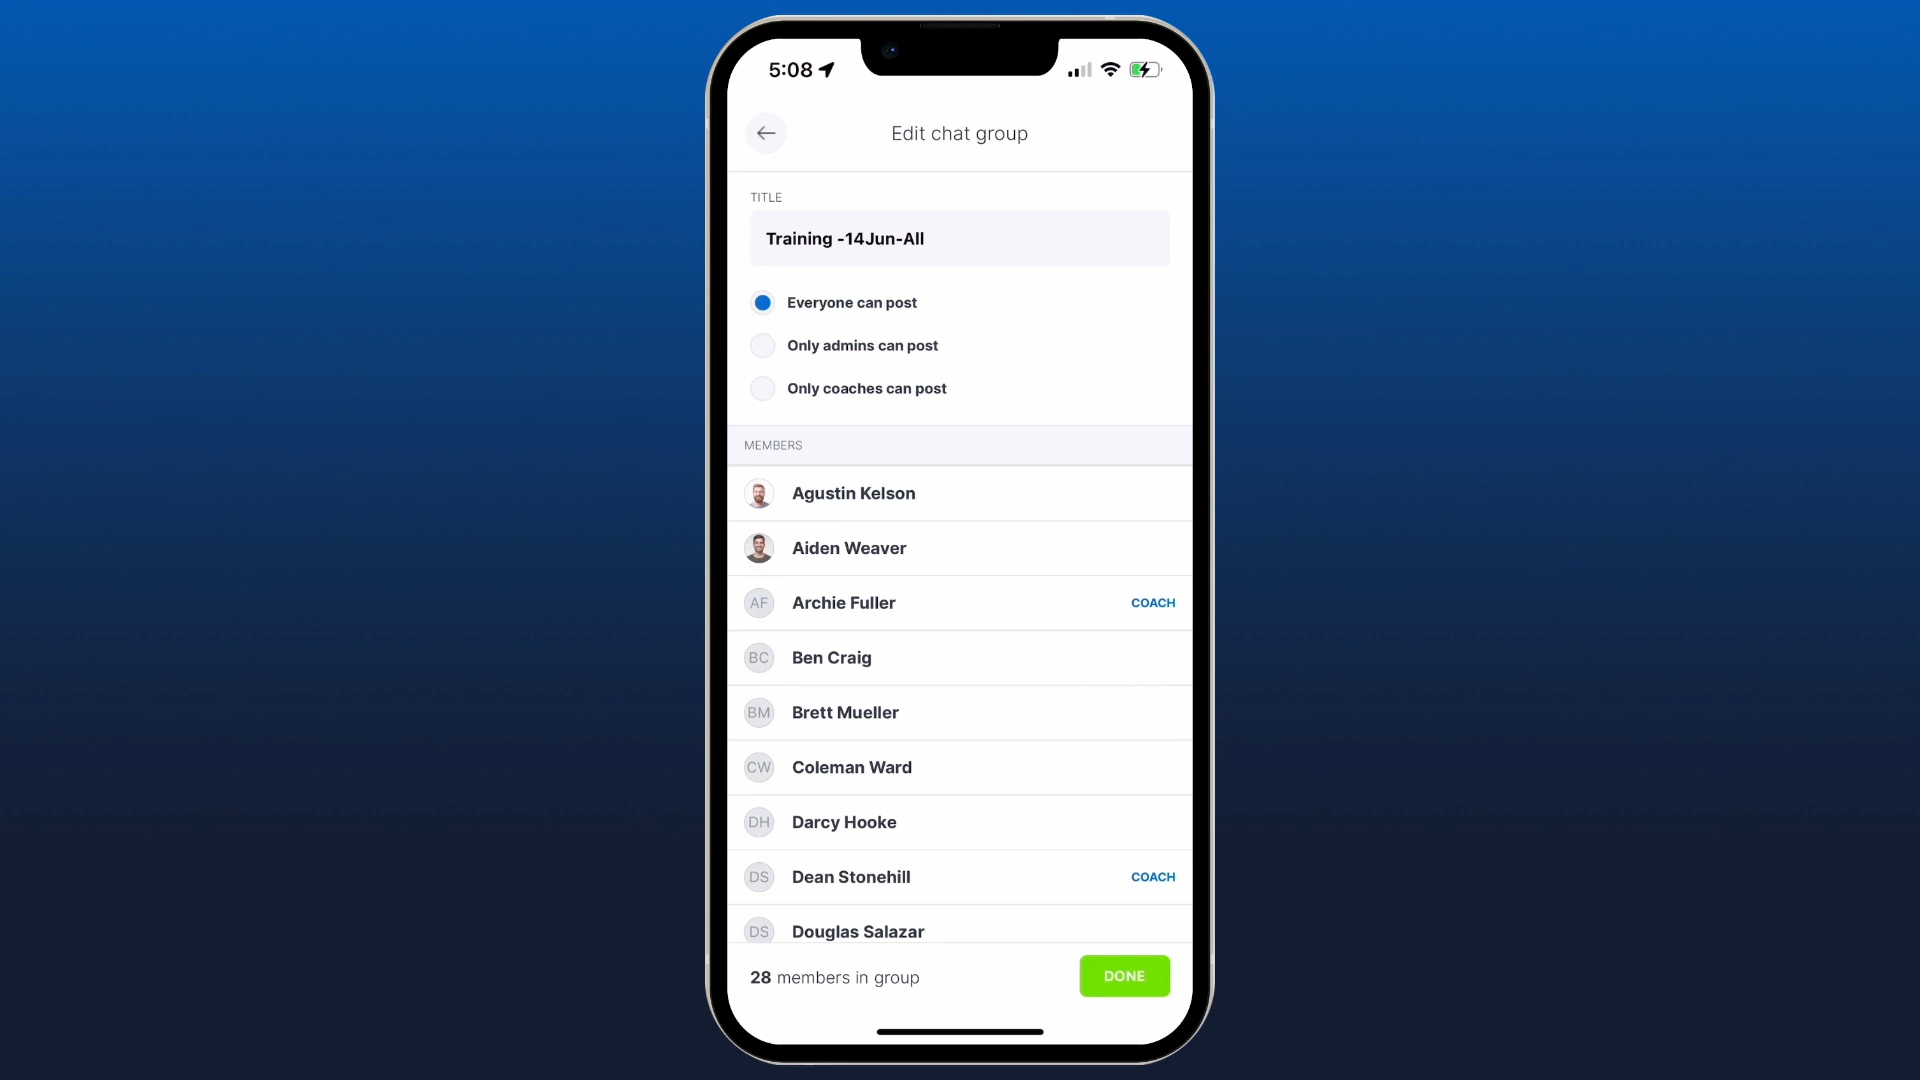 5:08
Edit chat group
TITLE
Training -14Jun-All
Everyone can post
Only admins can post
Only coaches can post
MEMBERS
Agustin Kelson
Aiden Weaver
AF Archie Fuller COACH
BC Ben Craig
BM Brett Mueller
CW Coleman Ward
DH Darcy Hooke
DS Dean Stonehill COACH
DS Douglas Salazar
28 members in group DONE